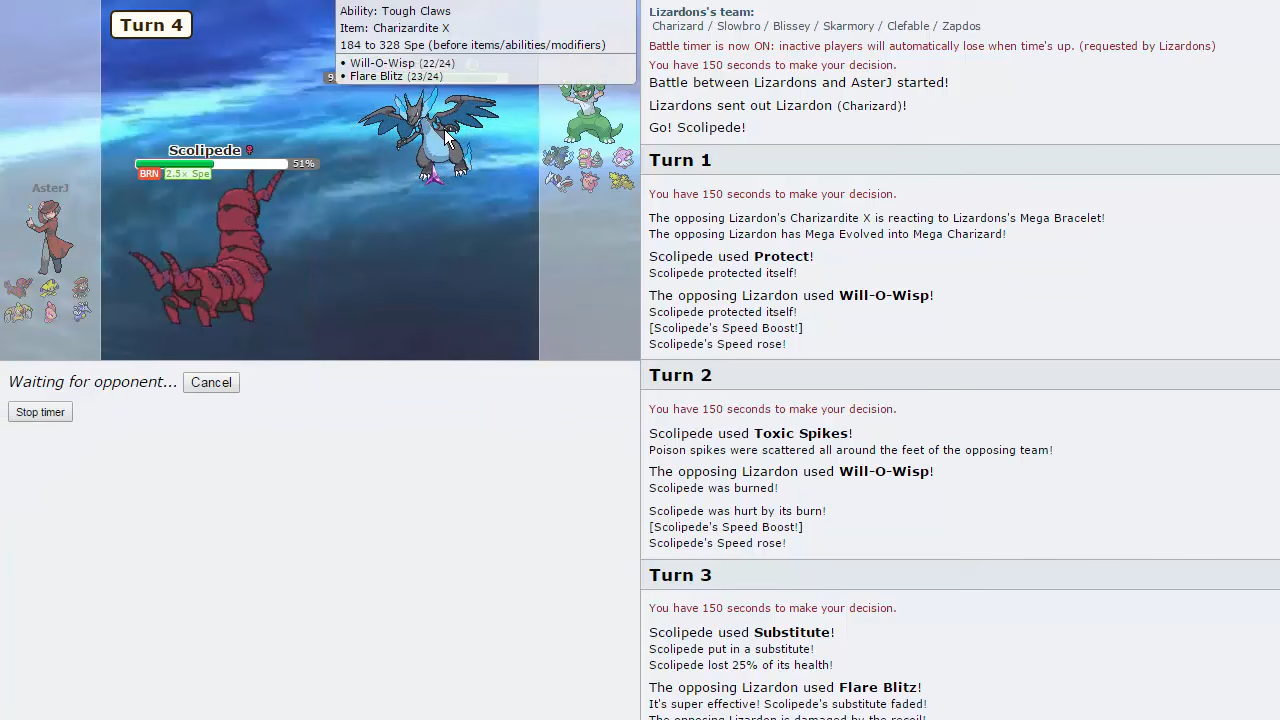 Turn 4
Ability: Tough Claws
Item: Charizardite X
184 to 328 Spe (before items/abilities/modifiers)
• Will-O-Wisp (22/24)
• Flare Blitz (23/24)
9
Scolipede ♀
51%
BRN 2.5× Spe
AsterJ
Waiting for opponent... Cancel
Stop timer
Lizardons's team:
Charizard / Slowbro / Blissey / Skarmory / Clefable / Zapdos
Battle timer is now ON: inactive players will automatically lose when time's up. (requested by Lizardons)
You have 150 seconds to make your decision.
Battle between Lizardons and AsterJ started!
Lizardons sent out Lizardon (Charizard)!
Go! Scolipede!
Turn 1
You have 150 seconds to make your decision.
The opposing Lizardon's Charizardite X is reacting to Lizardons's Mega Bracelet!
The opposing Lizardon has Mega Evolved into Mega Charizard!
Scolipede used Protect!
Scolipede protected itself!
The opposing Lizardon used Will-O-Wisp!
Scolipede protected itself!
[Scolipede's Speed Boost!]
Scolipede's Speed rose!
Turn 2
You have 150 seconds to make your decision.
Scolipede used Toxic Spikes!
Poison spikes were scattered all around the feet of the opposing team!
The opposing Lizardon used Will-O-Wisp!
Scolipede was burned!
Scolipede was hurt by its burn!
[Scolipede's Speed Boost!]
Scolipede's Speed rose!
Turn 3
You have 150 seconds to make your decision.
Scolipede used Substitute!
Scolipede put in a substitute!
Scolipede lost 25% of its health!
The opposing Lizardon used Flare Blitz!
It's super effective! Scolipede's substitute faded!
The opposing Lizardon is damaged by the recoil!